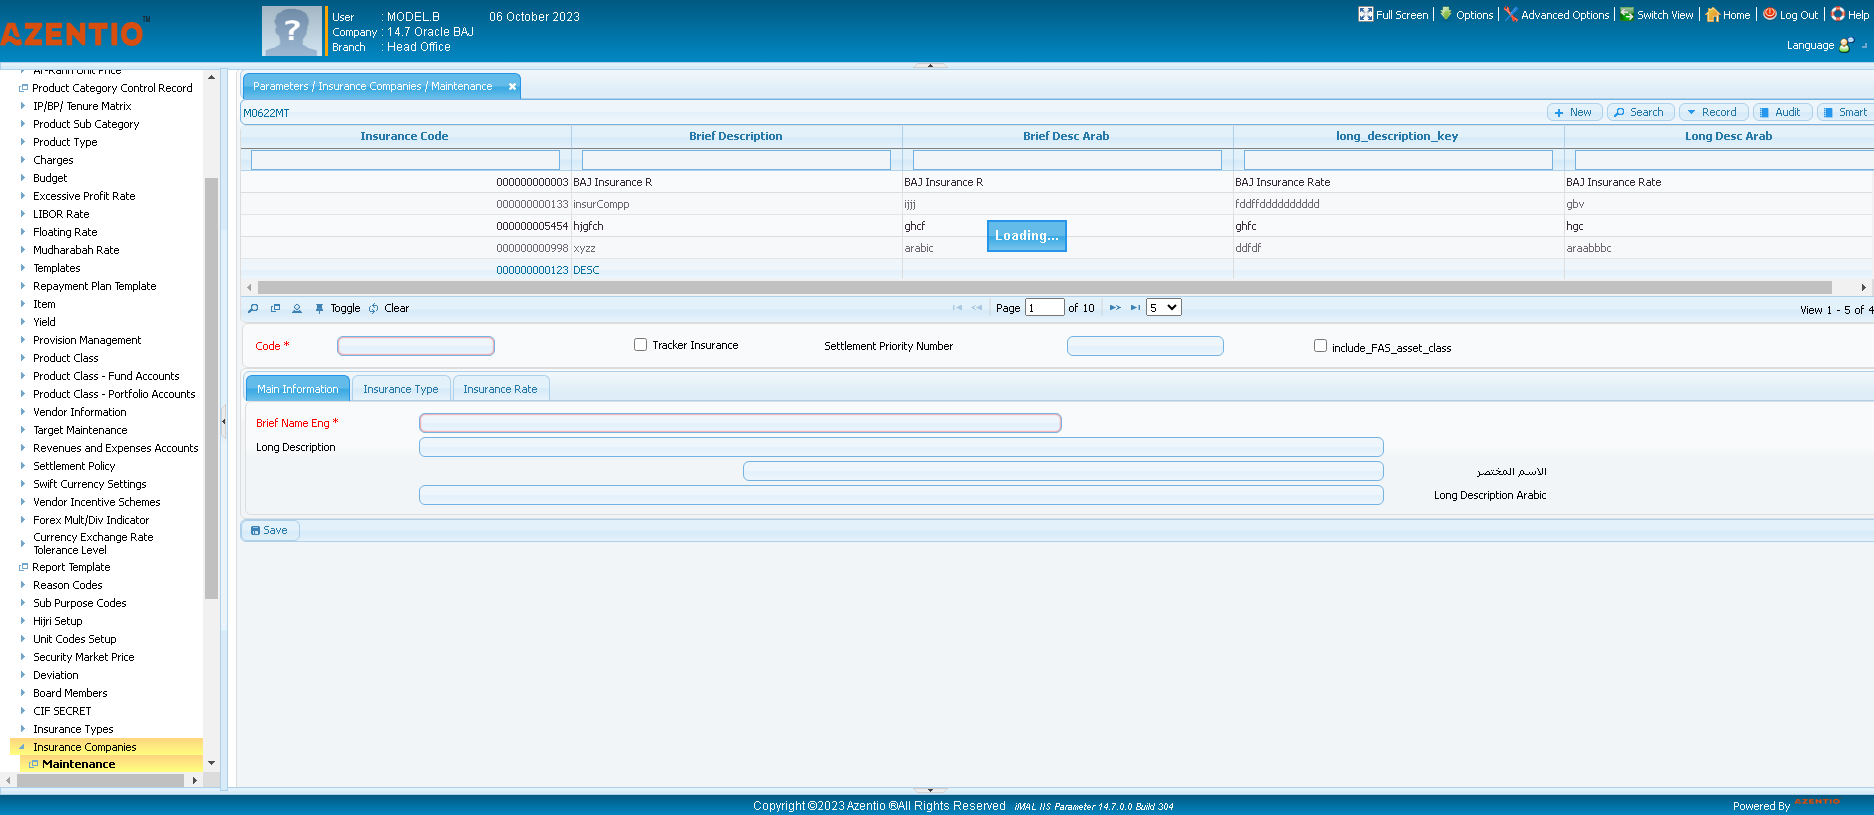 AZENTIO™
User : MODEL.B 06 October 2023
Company : 14.7 Oracle BAJ
Branch : Head Office
Full Screen Options Advanced Options Switch View Home Log Out Help
Language
Ar-Rahn Unit Price
Product Category Control Record
IP/BP/ Tenure Matrix
Product Sub Category
Product Type
Charges
Budget
Excessive Profit Rate
LIBOR Rate
Floating Rate
Mudharabah Rate
Templates
Repayment Plan Template
Item
Yield
Provision Management
Product Class
Product Class - Fund Accounts
Product Class - Portfolio Accounts
Vendor Information
Target Maintenance
Revenues and Expenses Accounts
Settlement Policy
Swift Currency Settings
Vendor Incentive Schemes
Forex Mult/Div Indicator
Currency Exchange Rate
Tolerance Level
Report Template
Reason Codes
Sub Purpose Codes
Hijri Setup
Unit Codes Setup
Security Market Price
Deviation
Board Members
CIF SECRET
Insurance Types
Insurance Companies
Maintenance
Parameters / Insurance Companies / Maintenance
M0622MT
New Search Record Audit Smart
Insurance Code Brief Description Brief Desc Arab long_description_key Long Desc Arab
000000000003 BAJ Insurance R BAJ Insurance R BAJ Insurance Rate BAJ Insurance Rate
000000000133 insurCompp ijjj fddffdddddddddd gbv
000000005454 hjgfch ghcf ghfc hgc
000000000998 xyzz arabic ddfdf araabbbc
000000000123 DESC
Loading...
Toggle Clear Page 1 of 10 5 View 1 - 5 of 4
Code * Tracker Insurance Settlement Priority Number include_FAS_asset_class
Main Information Insurance Type Insurance Rate
Brief Name Eng *
Long Description
الاسم المختصر
Long Description Arabic
Save
Copyright ©2023 Azentio ®All Rights Reserved iMAL IIS Parameter 14.7.0.0 Build 304
Powered By AZENTIO